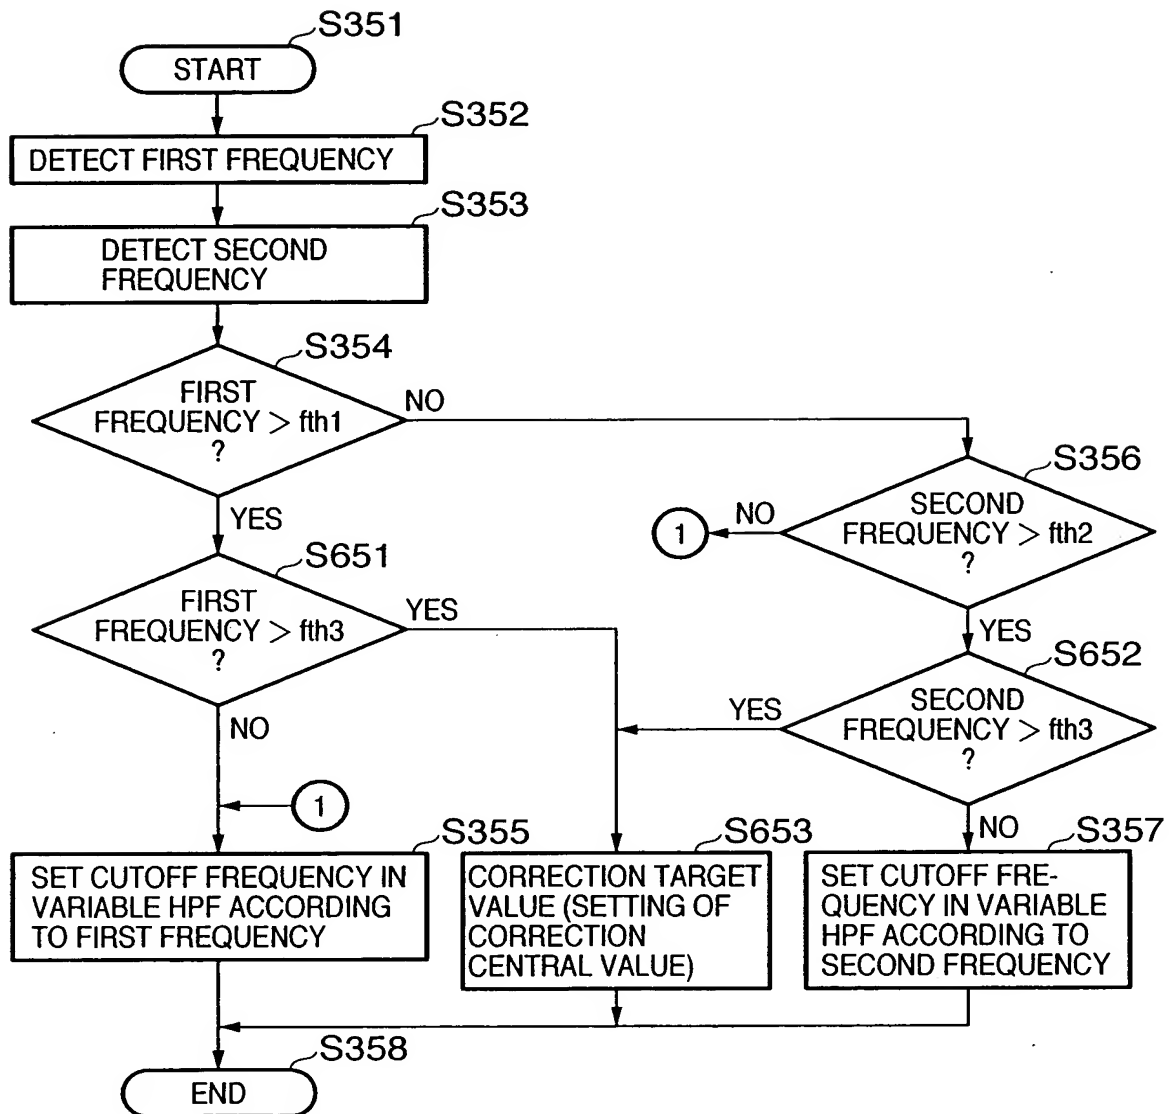 S351
START
S352
DETECT FIRST FREQUENCY
S353
DETECT SECOND
FREQUENCY
S354
FIRST
FREQUENCY > fth1
?
NO
YES
S356
SECOND
FREQUENCY > fth2
?
NO
1
YES
S651
FIRST
FREQUENCY > fth3
?
YES
NO
S652
SECOND
FREQUENCY > fth3
?
YES
NO
1
S355
SET CUTOFF FREQUENCY IN
VARIABLE HPF ACCORDING
TO FIRST FREQUENCY
S653
CORRECTION TARGET
VALUE (SETTING OF
CORRECTION
CENTRAL VALUE)
S357
SET CUTOFF FRE-
QUENCY IN VARIABLE
HPF ACCORDING TO
SECOND FREQUENCY
S358
END